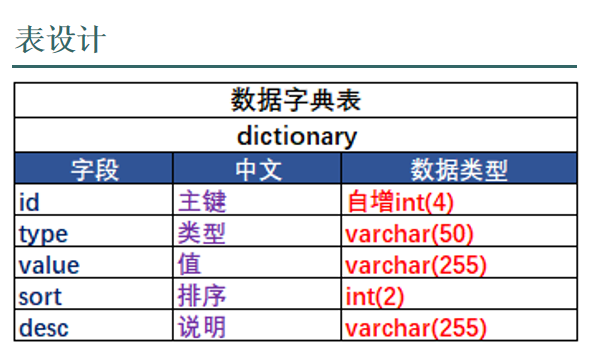 表设计
数据字典表
dictionary
字段 中文 数据类型
id 主键 自增int(4)
type 类型 varchar(50)
value 值 varchar(255)
sort 排序 int(2)
desc 说明 varchar(255)